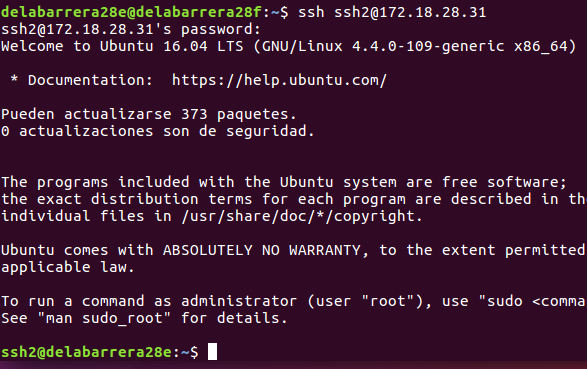 delabarrera28e@delabarrera28f:~$ ssh ssh2@172.18.28.31
ssh2@172.18.28.31's password:
Welcome to Ubuntu 16.04 LTS (GNU/Linux 4.4.0-109-generic x86_64)
 * Documentation:  https://help.ubuntu.com/
Pueden actualizarse 373 paquetes.
0 actualizaciones son de seguridad.
The programs included with the Ubuntu system are free software;
the exact distribution terms for each program are described in th
individual files in /usr/share/doc/*/copyright.
Ubuntu comes with ABSOLUTELY NO WARRANTY, to the extent permitted
applicable law.
To run a command as administrator (user "root"), use "sudo <comma
See "man sudo_root" for details.
ssh2@delabarrera28e:~$